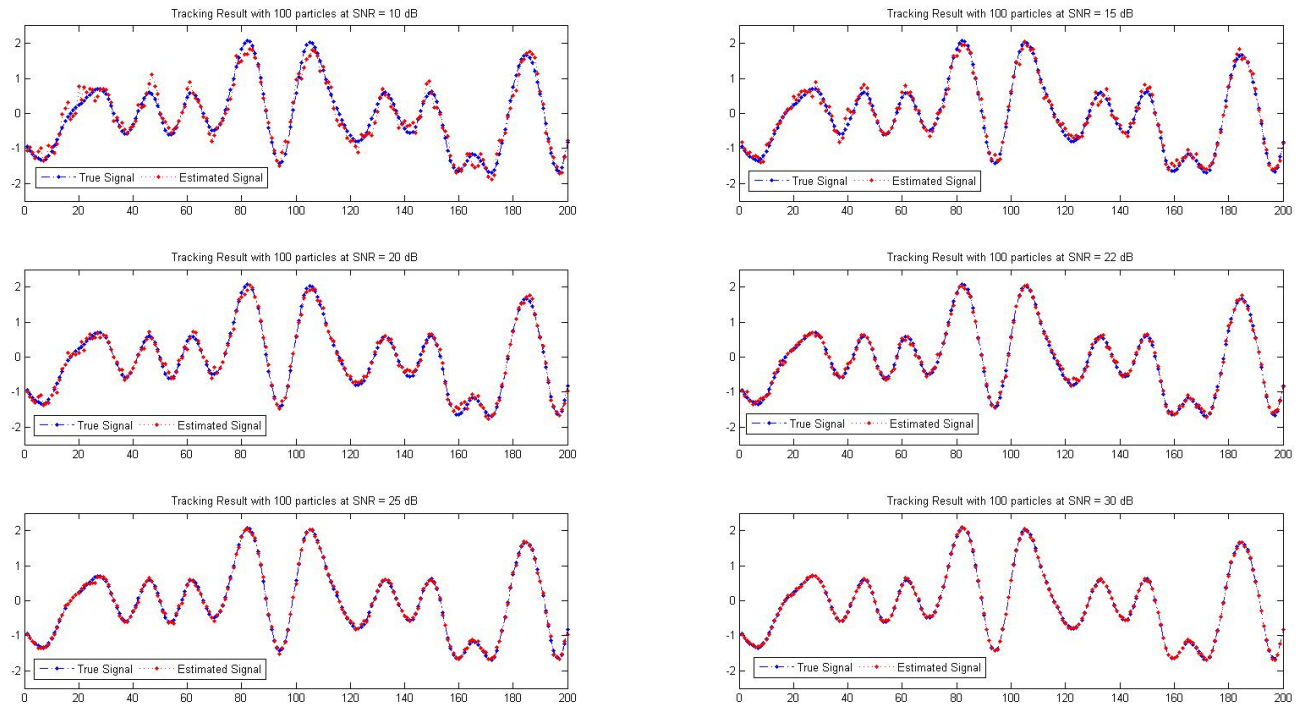 Tracking Result with 100 particles at SNR = 10 dB
2
1
0
-1
-2
True Signal Estimated Signal
0 20 40 60 80 100 120 140 160 180 200
Tracking Result with 100 particles at SNR = 15 dB
2
1
0
-1
-2
True Signal Estimated Signal
0 20 40 60 80 100 120 140 160 180 200
Tracking Result with 100 particles at SNR = 20 dB
2
1
0
-1
-2
True Signal Estimated Signal
0 20 40 60 80 100 120 140 160 180 200
Tracking Result with 100 particles at SNR = 22 dB
2
1
0
-1
-2
True Signal Estimated Signal
0 20 40 60 80 100 120 140 160 180 200
Tracking Result with 100 particles at SNR = 25 dB
2
1
0
-1
-2
True Signal Estimated Signal
0 20 40 60 80 100 120 140 160 180 200
Tracking Result with 100 particles at SNR = 30 dB
2
1
0
-1
-2
True Signal Estimated Signal
0 20 40 60 80 100 120 140 160 180 200